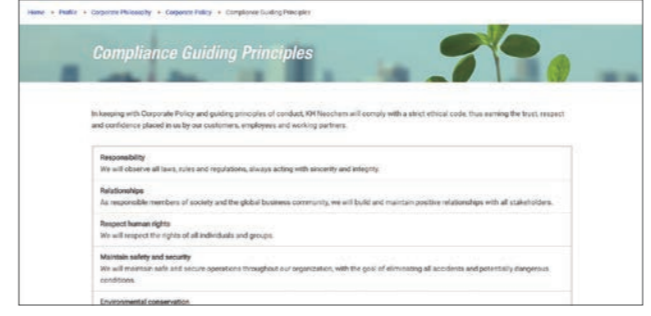 Home • Profile • Corporate Philosophy • Corporate Policy • Compliance Guiding Principles
Compliance Guiding Principles
In keeping with Corporate Policy and guiding principles of conduct, KH Neochem will comply with a strict ethical code, thus earning the trust, respect
and confidence placed in us by our customers, employees and working partners.
Responsibility
We will observe all laws, rules and regulations, always acting with sincerity and integrity.
Relationships
As responsible members of society and the global business community, we will build and maintain positive relationships with all stakeholders.
Respect human rights
We will respect the rights of all individuals and groups.
Maintain safety and security
We will maintain safe and secure operations throughout our organization, with the goal of eliminating all accidents and potentially dangerous
conditions.
Environmental conservation